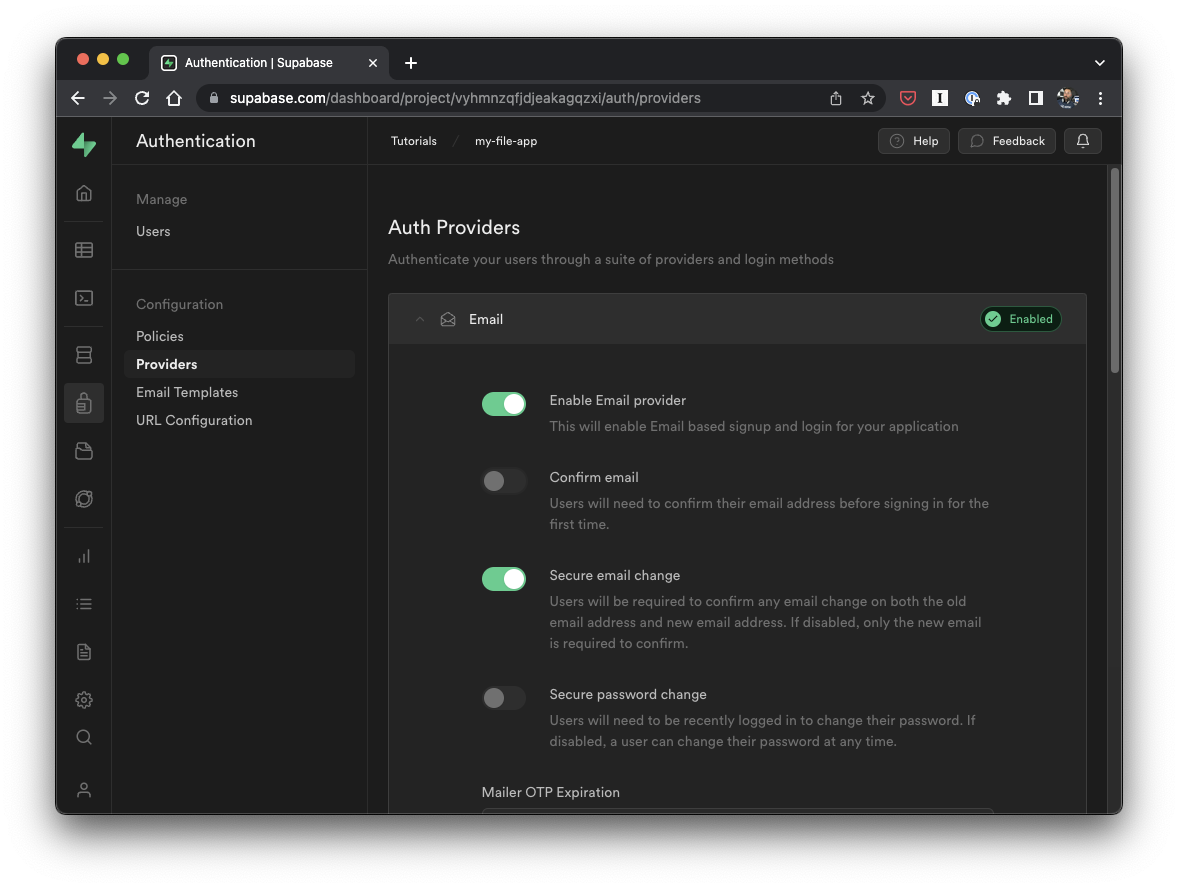 Authentication | Supabase
supabase.com/dashboard/project/vyhmnzqfjdjeakagqzxi/auth/providers
Authentication
Tutorials / my-file-app
Help
Feedback
Manage
Users
Configuration
Policies
Providers
Email Templates
URL Configuration
Auth Providers
Authenticate your users through a suite of providers and login methods
Email
Enabled
Enable Email provider
This will enable Email based signup and login for your application
Confirm email
Users will need to confirm their email address before signing in for the
first time.
Secure email change
Users will be required to confirm any email change on both the old
email address and new email address. If disabled, only the new email
is required to confirm.
Secure password change
Users will need to be recently logged in to change their password. If
disabled, a user can change their password at any time.
Mailer OTP Expiration